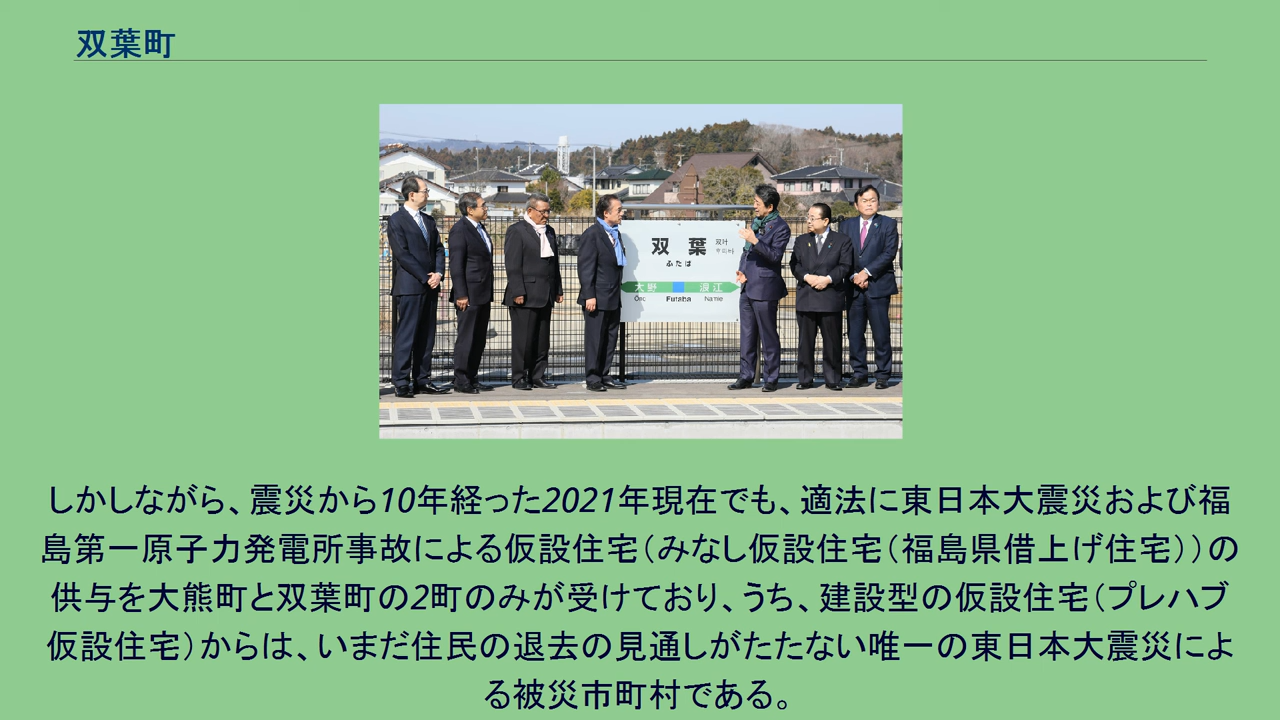 双葉町
双 葉
双叶
ふたば
大野
浪江
Ōno
Futaba
Namie
しかしながら、震災から10年経った2021年現在でも、適法に東日本大震災および福
島第一原子力発電所事故による仮設住宅（みなし仮設住宅（福島県借上げ住宅））の
供与を大熊町と双葉町の2町のみが受けており、うち、建設型の仮設住宅（プレハブ
仮設住宅）からは、いまだ住民の退去の見通しがたたない唯一の東日本大震災によ
る被災市町村である。